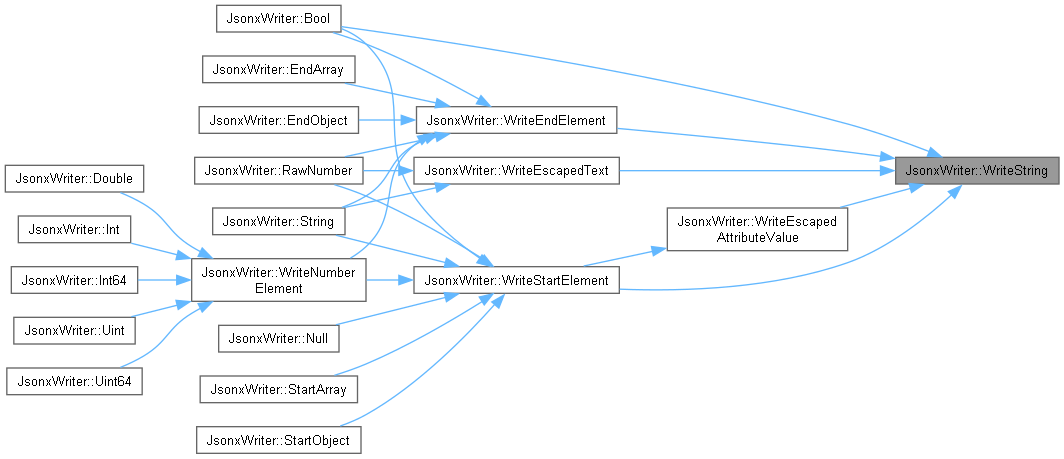 JsonxWriter::Bool
JsonxWriter::EndArray
JsonxWriter::EndObject
JsonxWriter::WriteEndElement
JsonxWriter::RawNumber
JsonxWriter::WriteEscapedText
JsonxWriter::WriteString
JsonxWriter::Double
JsonxWriter::String
JsonxWriter::WriteEscaped
AttributeValue
JsonxWriter::Int
JsonxWriter::WriteNumber
Element
JsonxWriter::WriteStartElement
JsonxWriter::Int64
JsonxWriter::Uint
JsonxWriter::Null
JsonxWriter::Uint64
JsonxWriter::StartArray
JsonxWriter::StartObject